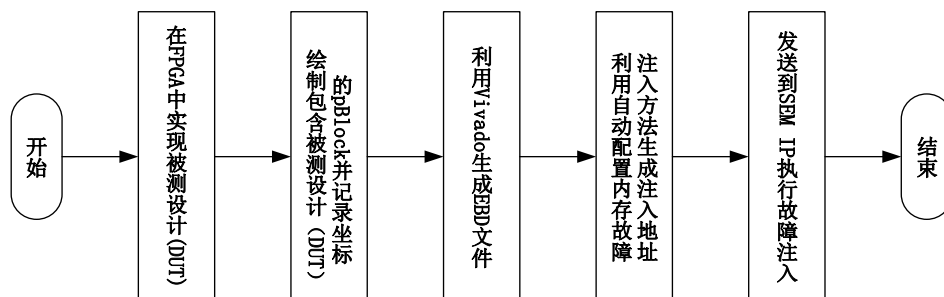 开始
在FPGA中实现被测设计(DUT)
绘制包含被测设计（DUT）
的pBlock并记录坐标
利用Vivado生成EBD文件
利用自动配置内存故障
注入方法生成注入地址
发送到SEM IP执行故障注入
结束